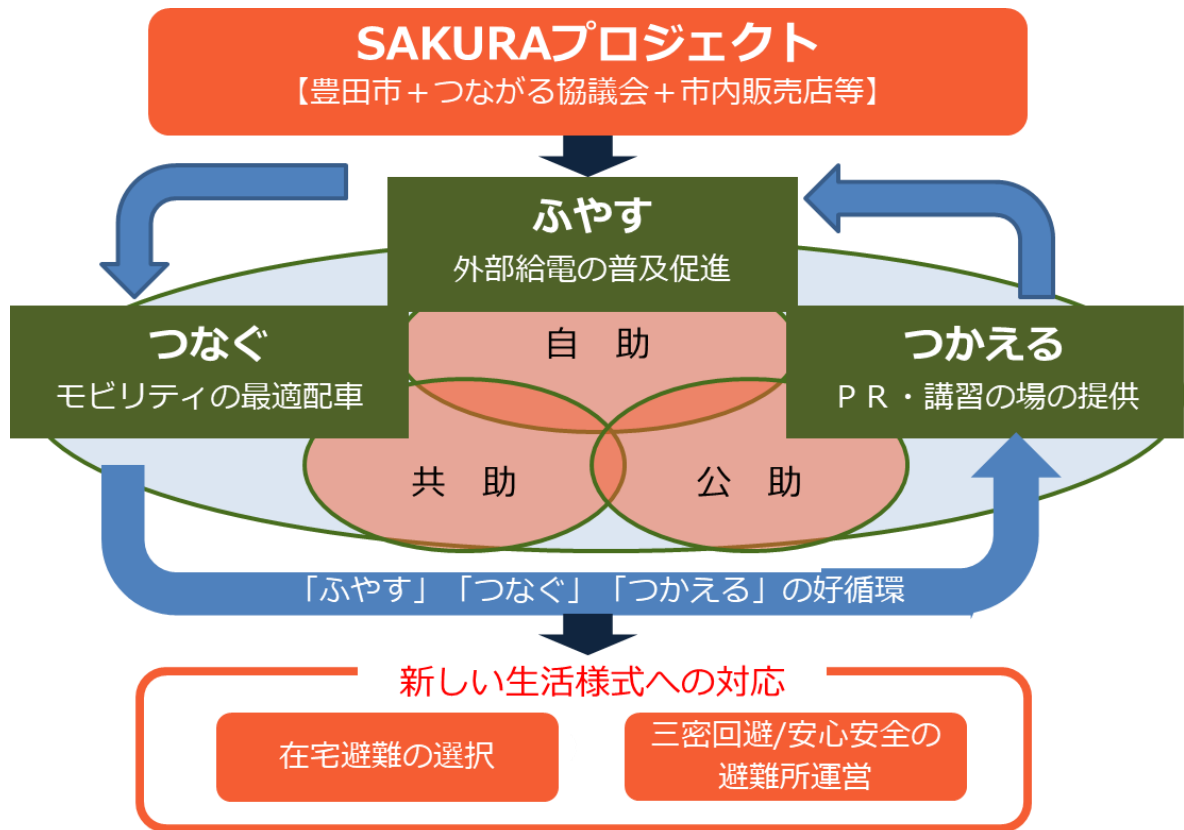 SAKURAプロジェクト
【豊田市＋つながる協議会＋市内販売店等】
ふやす
外部給電の普及促進
つなぐ
モビリティの最適配車
つかえる
ＰＲ・講習の場の提供
自　助
共　助
公　助
「ふやす」「つなぐ」「つかえる」の好循環
新しい生活様式への対応
在宅避難の選択
三密回避/安心安全の
避難所運営